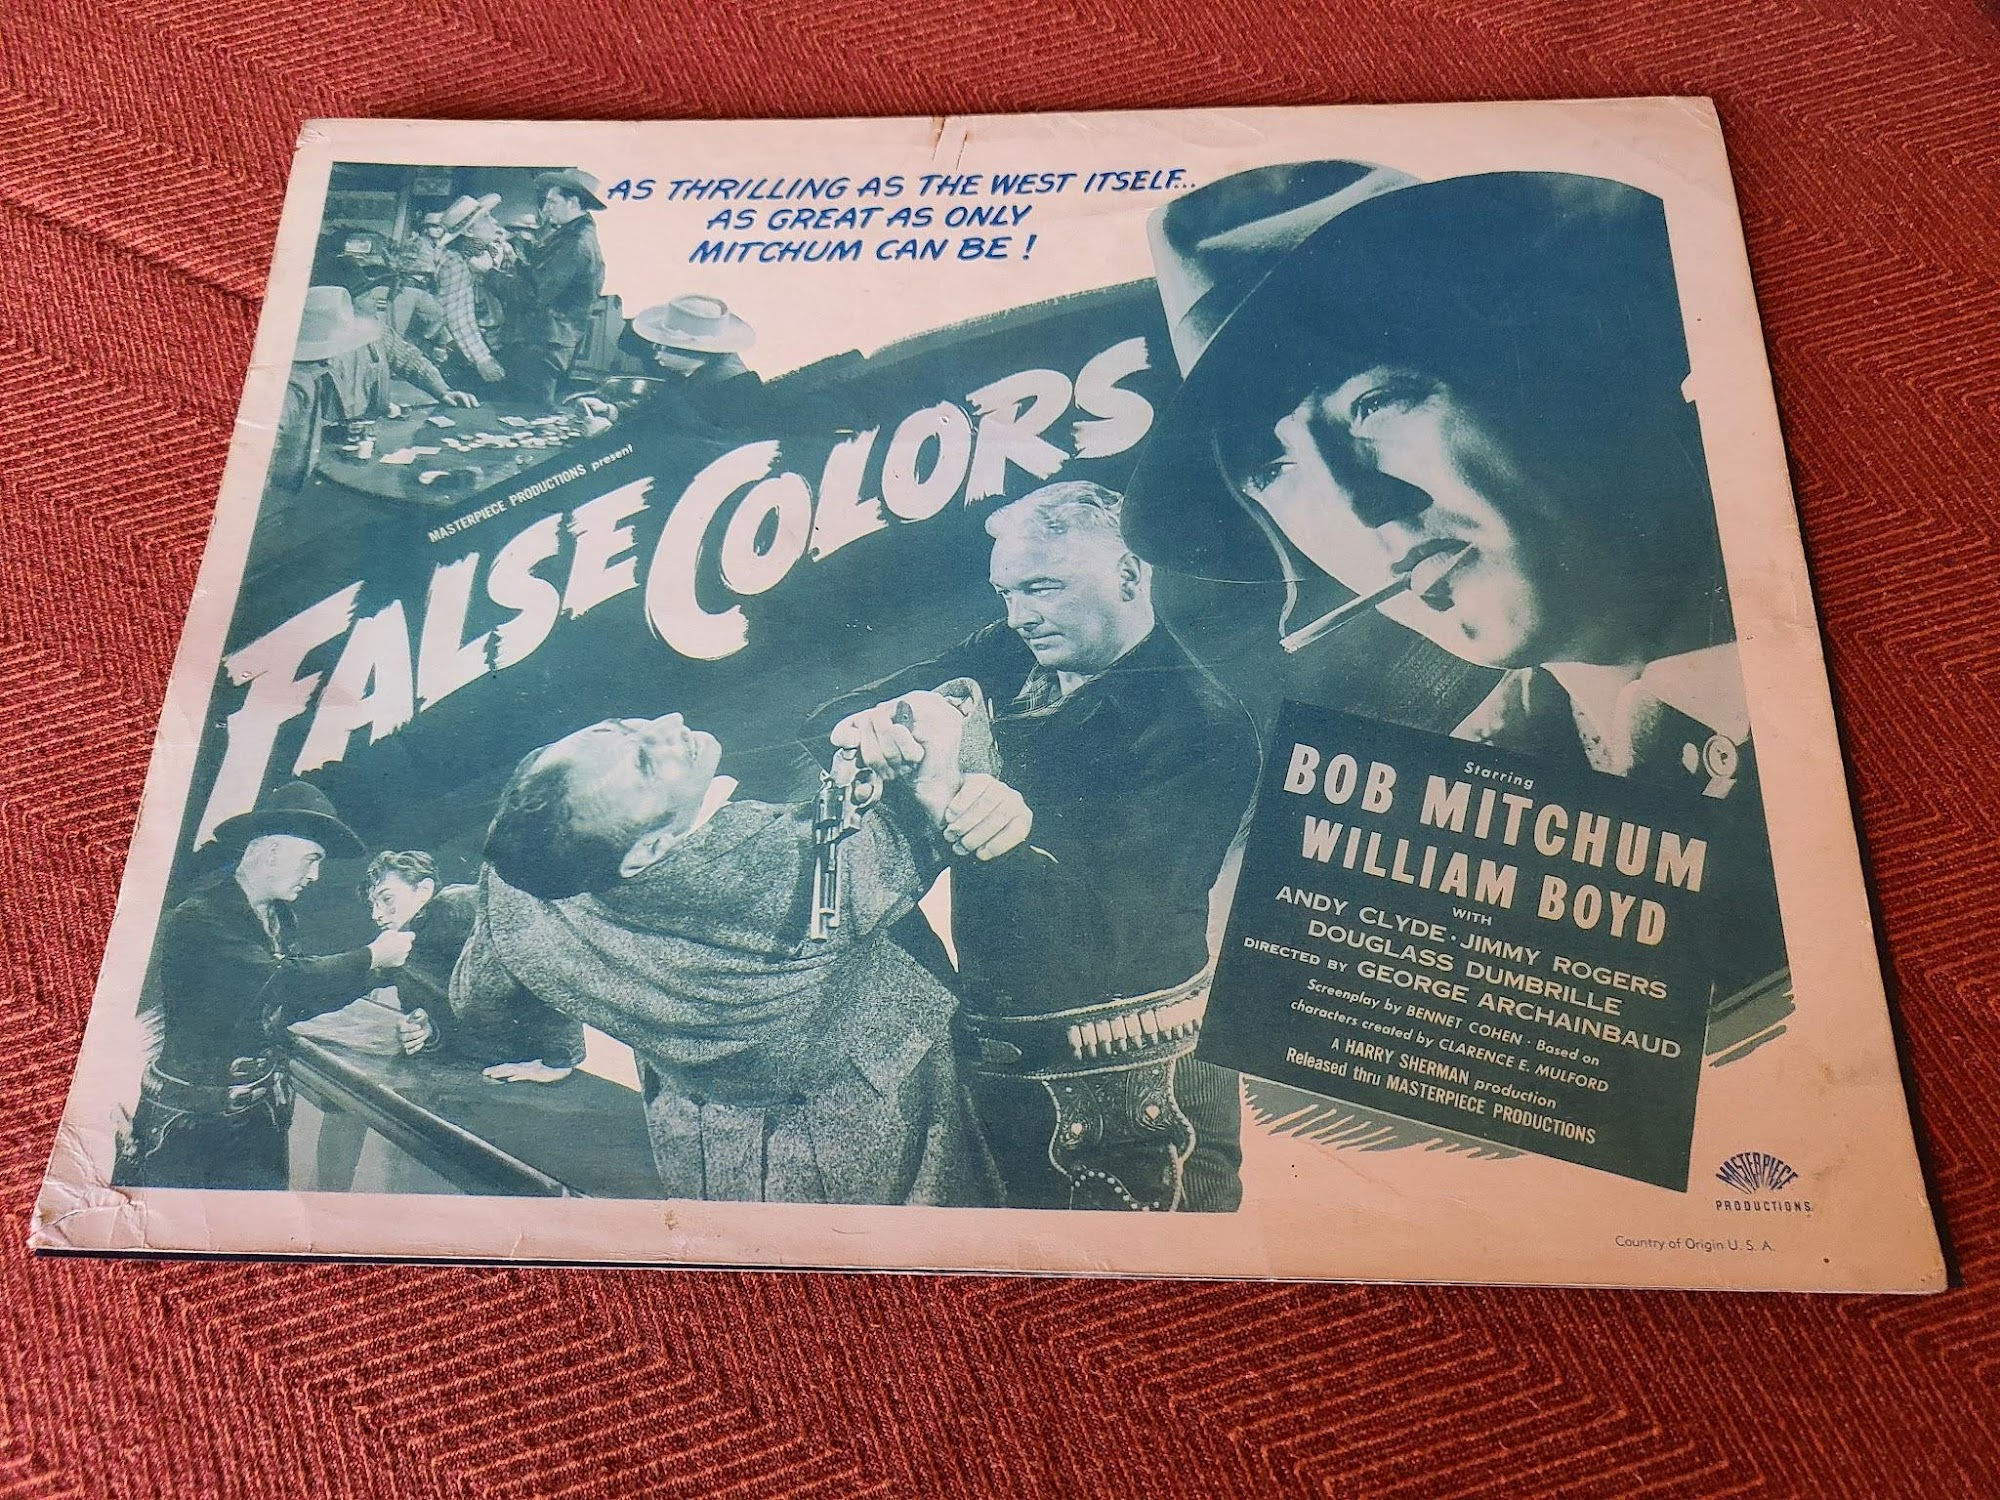 AS THRILLING AS THE WEST ITSELF...
AS GREAT AS ONLY
MITCHUM CAN BE!
MASTERPIECE PRODUCTIONS present
FALSE COLORS
Starring
BOB MITCHUM
WILLIAM BOYD
WITH
ANDY CLYDE · JIMMY ROGERS
DOUGLASS DUMBRILLE
DIRECTED BY GEORGE ARCHAINBAUD
Screenplay by BENNET COHEN · Based on
characters created by CLARENCE E. MULFORD
A HARRY SHERMAN production
Released thru MASTERPIECE PRODUCTIONS
MASTERPIECE
PRODUCTIONS
Country of Origin U. S. A.